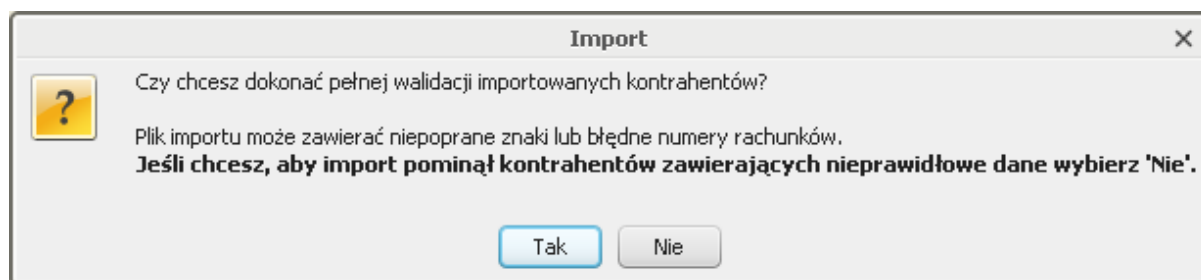 Import
Czy chcesz dokonać pełnej walidacji importowanych kontrahentów?
Plik importu może zawierać niepoprane znaki lub błędne numery rachunków.
Jeśli chcesz, aby import pominął kontrahentów zawierających nieprawidłowe dane wybierz 'Nie'.
Tak
Nie